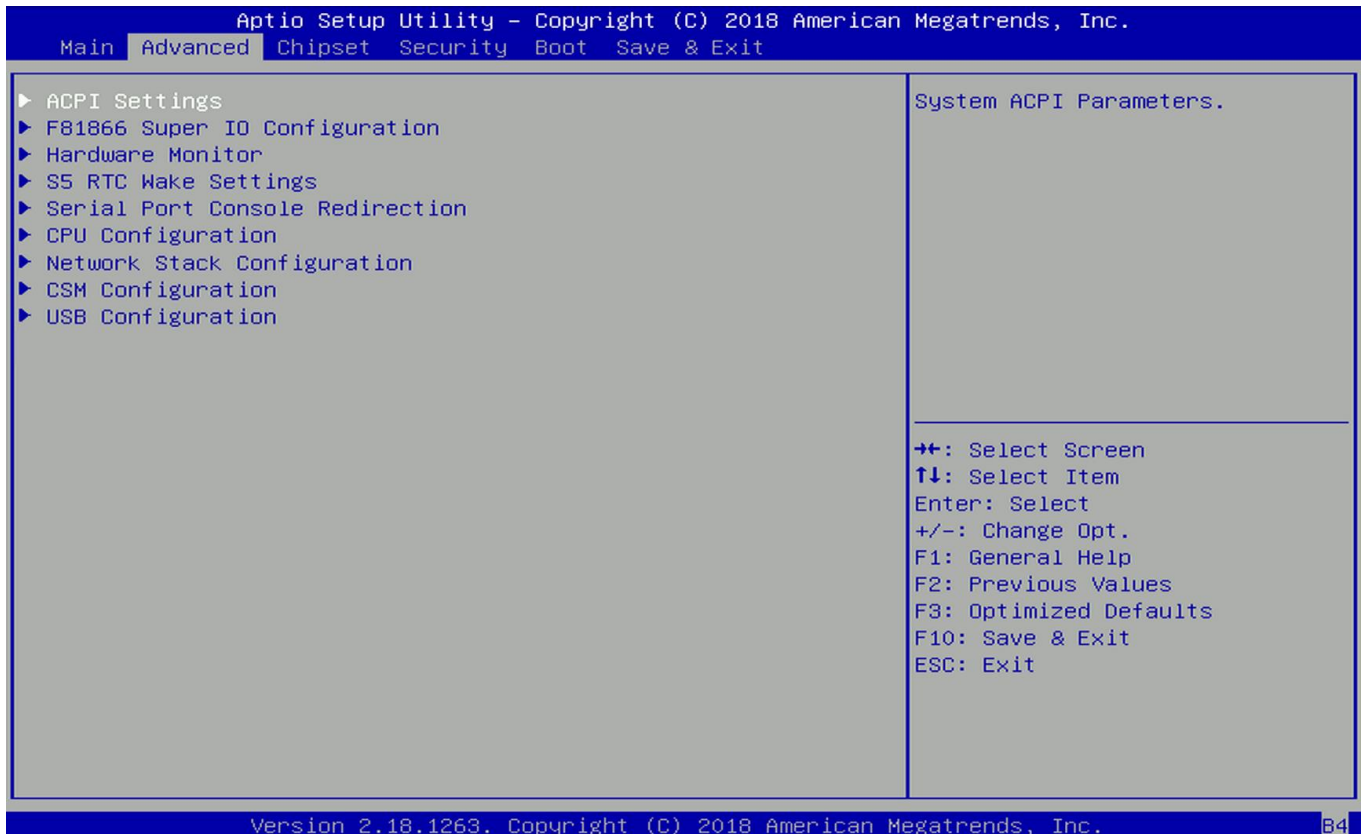 Aptio Setup Utility – Copyright (C) 2018 American Megatrends, Inc.
Main Advanced Chipset Security Boot Save & Exit
▶ ACPI Settings
▶ F81866 Super IO Configuration
▶ Hardware Monitor
▶ S5 RTC Wake Settings
▶ Serial Port Console Redirection
▶ CPU Configuration
▶ Network Stack Configuration
▶ CSM Configuration
▶ USB Configuration
System ACPI Parameters.
→←: Select Screen
↑↓: Select Item
Enter: Select
+/-: Change Opt.
F1: General Help
F2: Previous Values
F3: Optimized Defaults
F10: Save & Exit
ESC: Exit
Version 2.18.1263. Copyright (C) 2018 American Megatrends, Inc.
B4